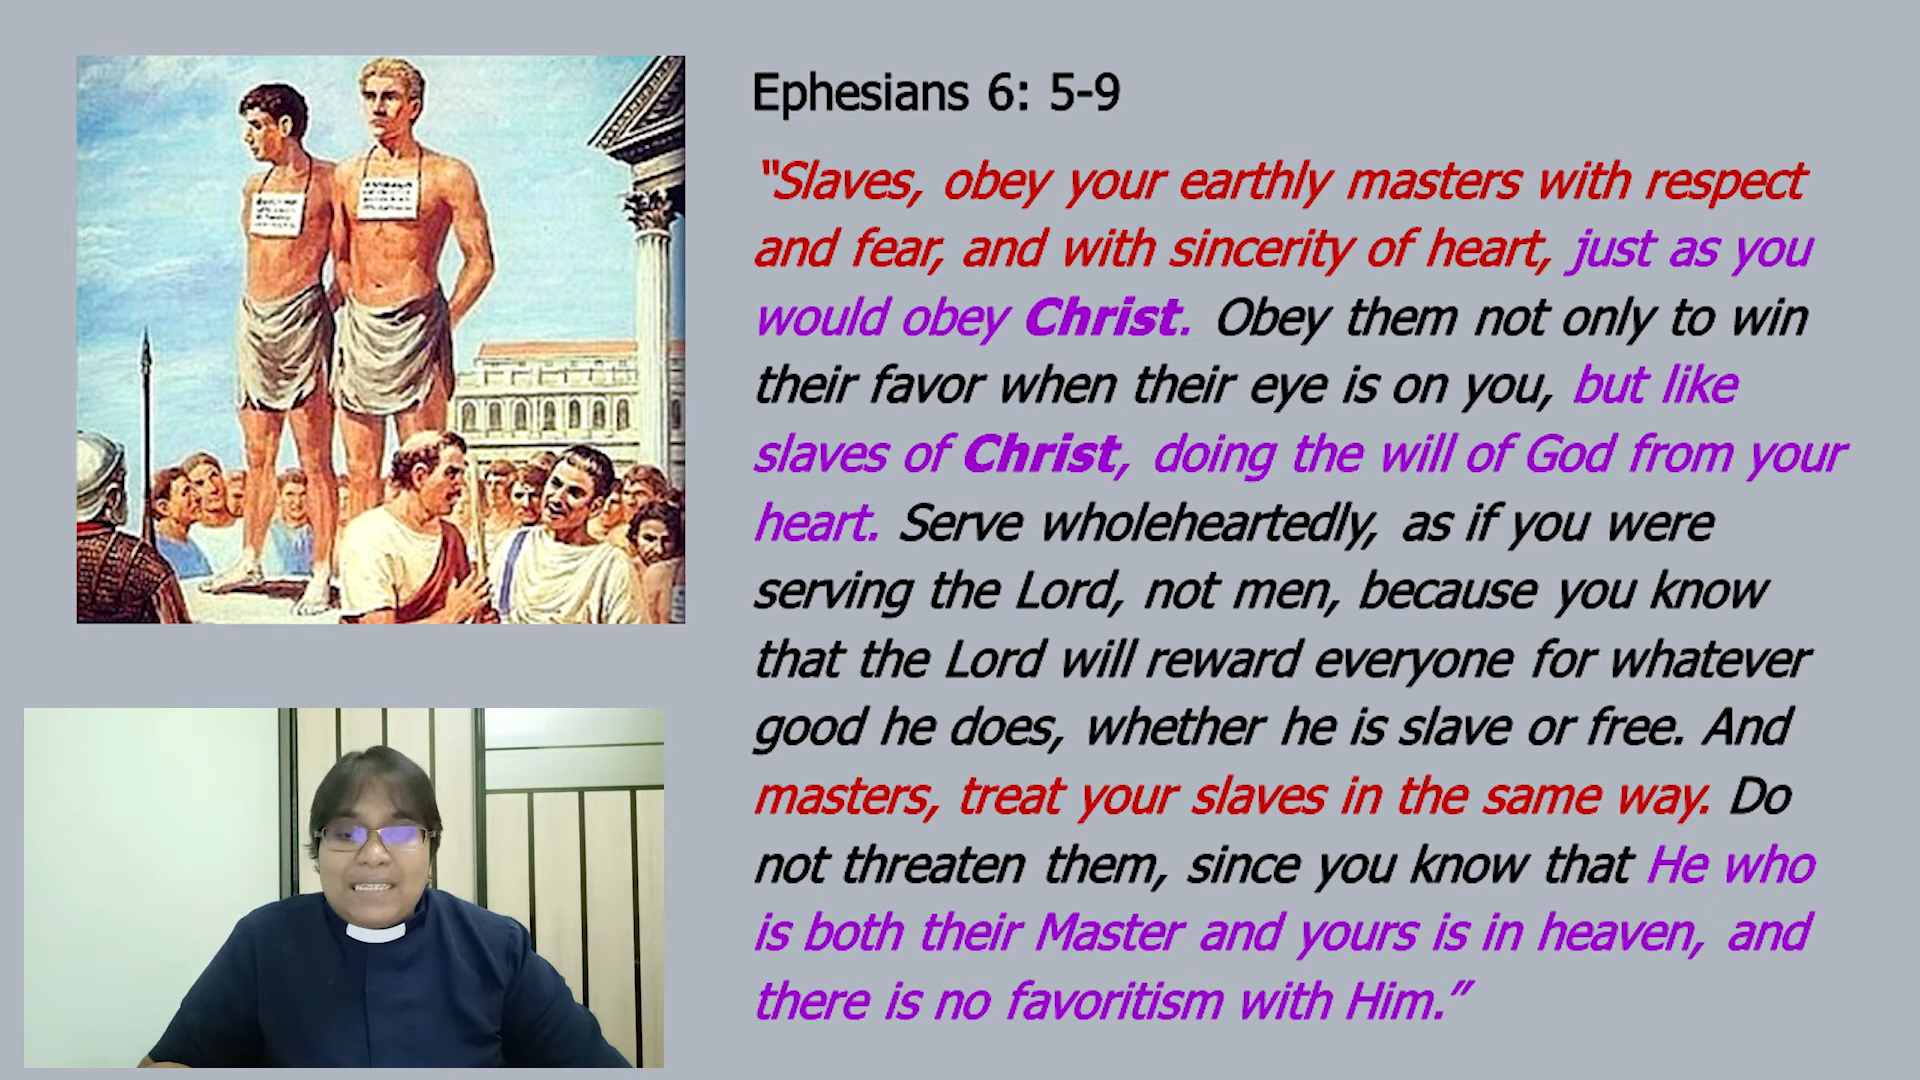 Ephesians 6: 5-9
“Slaves, obey your earthly masters with respect
and fear, and with sincerity of heart, just as you
would obey Christ. Obey them not only to win
their favor when their eye is on you, but like
slaves of Christ, doing the will of God from your
heart. Serve wholeheartedly, as if you were
serving the Lord, not men, because you know
that the Lord will reward everyone for whatever
good he does, whether he is slave or free. And
masters, treat your slaves in the same way. Do
not threaten them, since you know that He who
is both their Master and yours is in heaven, and
there is no favoritism with Him.”